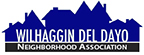 WILHAGGIN DEL DAYO
NEIGHBORHOOD ASSOCIATION